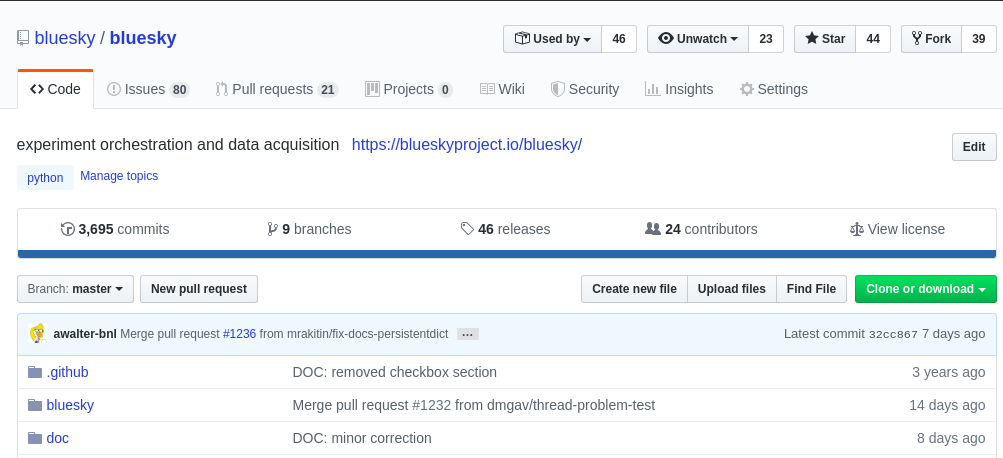 bluesky / bluesky Used by 46 Unwatch 23 Star 44 Fork 39
Code Issues 80 Pull requests 21 Projects 0 Wiki Security Insights Settings
experiment orchestration and data acquisition https://blueskyproject.io/bluesky/ Edit
python Manage topics
3,695 commits 9 branches 46 releases 24 contributors View license
Branch: master New pull request Create new file Upload files Find File Clone or download
awalter-bnl Merge pull request #1236 from mrakitin/fix-docs-persistentdict ... Latest commit 32cc867 7 days ago
.github DOC: removed checkbox section 3 years ago
bluesky Merge pull request #1232 from dmgav/thread-problem-test 14 days ago
doc DOC: minor correction 8 days ago